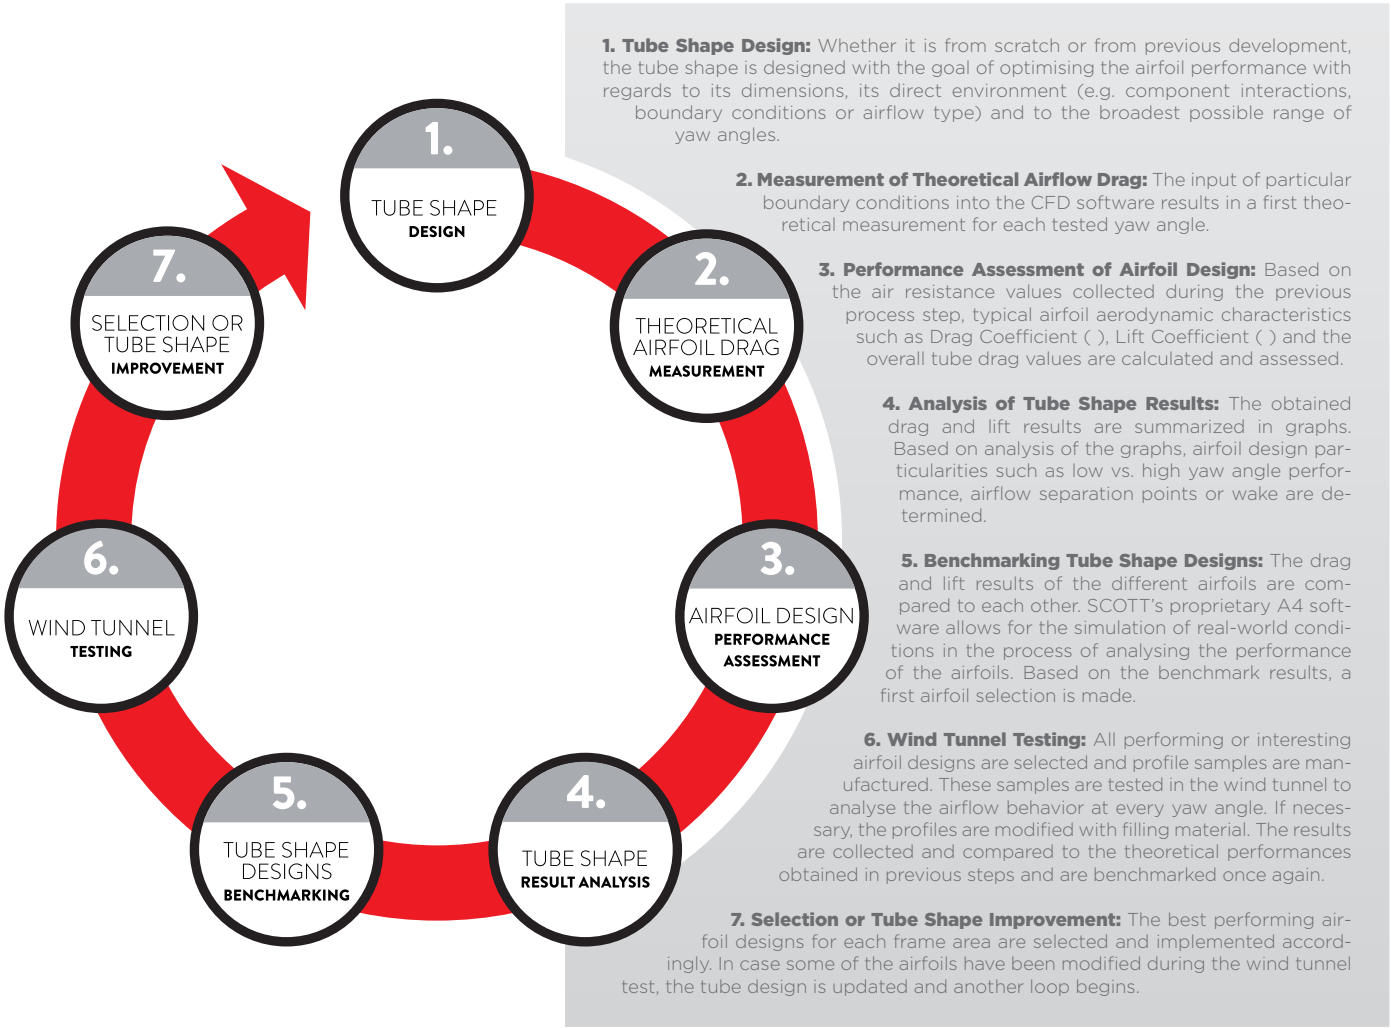 1.
TUBE SHAPE
DESIGN
2.
THEORETICAL
AIRFOIL DRAG
MEASUREMENT
3.
AIRFOIL DESIGN
PERFORMANCE
ASSESSMENT
4.
TUBE SHAPE
RESULT ANALYSIS
5.
TUBE SHAPE
DESIGNS
BENCHMARKING
6.
WIND TUNNEL
TESTING
7.
SELECTION OR
TUBE SHAPE
IMPROVEMENT
1. Tube Shape Design: Whether it is from scratch or from previous development,
the tube shape is designed with the goal of optimising the airfoil performance with
regards to its dimensions, its direct environment (e.g. component interactions,
boundary conditions or airflow type) and to the broadest possible range of
yaw angles.
2. Measurement of Theoretical Airflow Drag: The input of particular
boundary conditions into the CFD software results in a first theo-
retical measurement for each tested yaw angle.
3. Performance Assessment of Airfoil Design: Based on
the air resistance values collected during the previous
process step, typical airfoil aerodynamic characteristics
such as Drag Coefficient ( ), Lift Coefficient ( ) and the
overall tube drag values are calculated and assessed.
4. Analysis of Tube Shape Results: The obtained
drag and lift results are summarized in graphs.
Based on analysis of the graphs, airfoil design par-
ticularities such as low vs. high yaw angle perfor-
mance, airflow separation points or wake are de-
termined.
5. Benchmarking Tube Shape Designs: The drag
and lift results of the different airfoils are com-
pared to each other. SCOTT's proprietary A4 soft-
ware allows for the simulation of real-world condi-
tions in the process of analysing the performance
of the airfoils. Based on the benchmark results, a
first airfoil selection is made.
6. Wind Tunnel Testing: All performing or interesting
airfoil designs are selected and profile samples are man-
ufactured. These samples are tested in the wind tunnel to
analyse the airflow behavior at every yaw angle. If neces-
sary, the profiles are modified with filling material. The results
are collected and compared to the theoretical performances
obtained in previous steps and are benchmarked once again.
7. Selection or Tube Shape Improvement: The best performing air-
foil designs for each frame area are selected and implemented accord-
ingly. In case some of the airfoils have been modified during the wind tunnel
test, the tube design is updated and another loop begins.